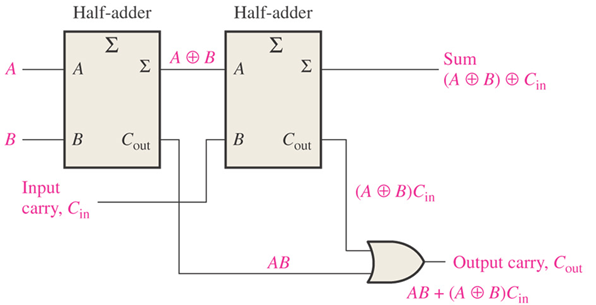 Half-adder
Half-adder
Σ
Σ
A
A
Σ
A ⊕ B
A
Σ
Sum
(A ⊕ B) ⊕ Cin
B
B
Cout
B
Cout
Input
carry, Cin
(A ⊕ B)Cin
AB
Output carry, Cout
AB + (A ⊕ B)Cin